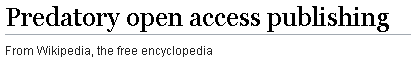 Predatory open access publishing
From Wikipedia, the free encyclopedia